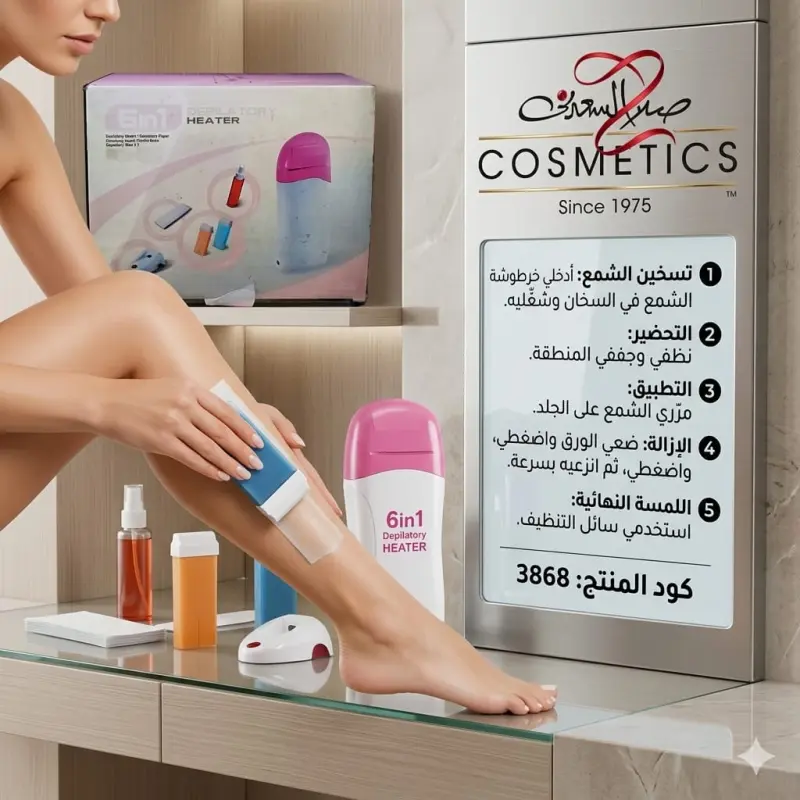 6in1 DEPILATORY
HEATER
صلاح السعدني
COSMETICS
TM
Since 1975
1 تسخين الشمع: أدخلي خرطوشة
الشمع في السخان وشغّليه.
2 التحضير:
نظفي وجففي المنطقة.
3 التطبيق:
مرّري الشمع على الجلد.
4 الإزالة: ضعي الورق واضغطي،
واضغطي، ثم انزعيه بسرعة.
5 اللمسة النهائية:
استخدمي سائل التنظيف.
كود المنتج: 3868
6in1
Depilatory
HEATER